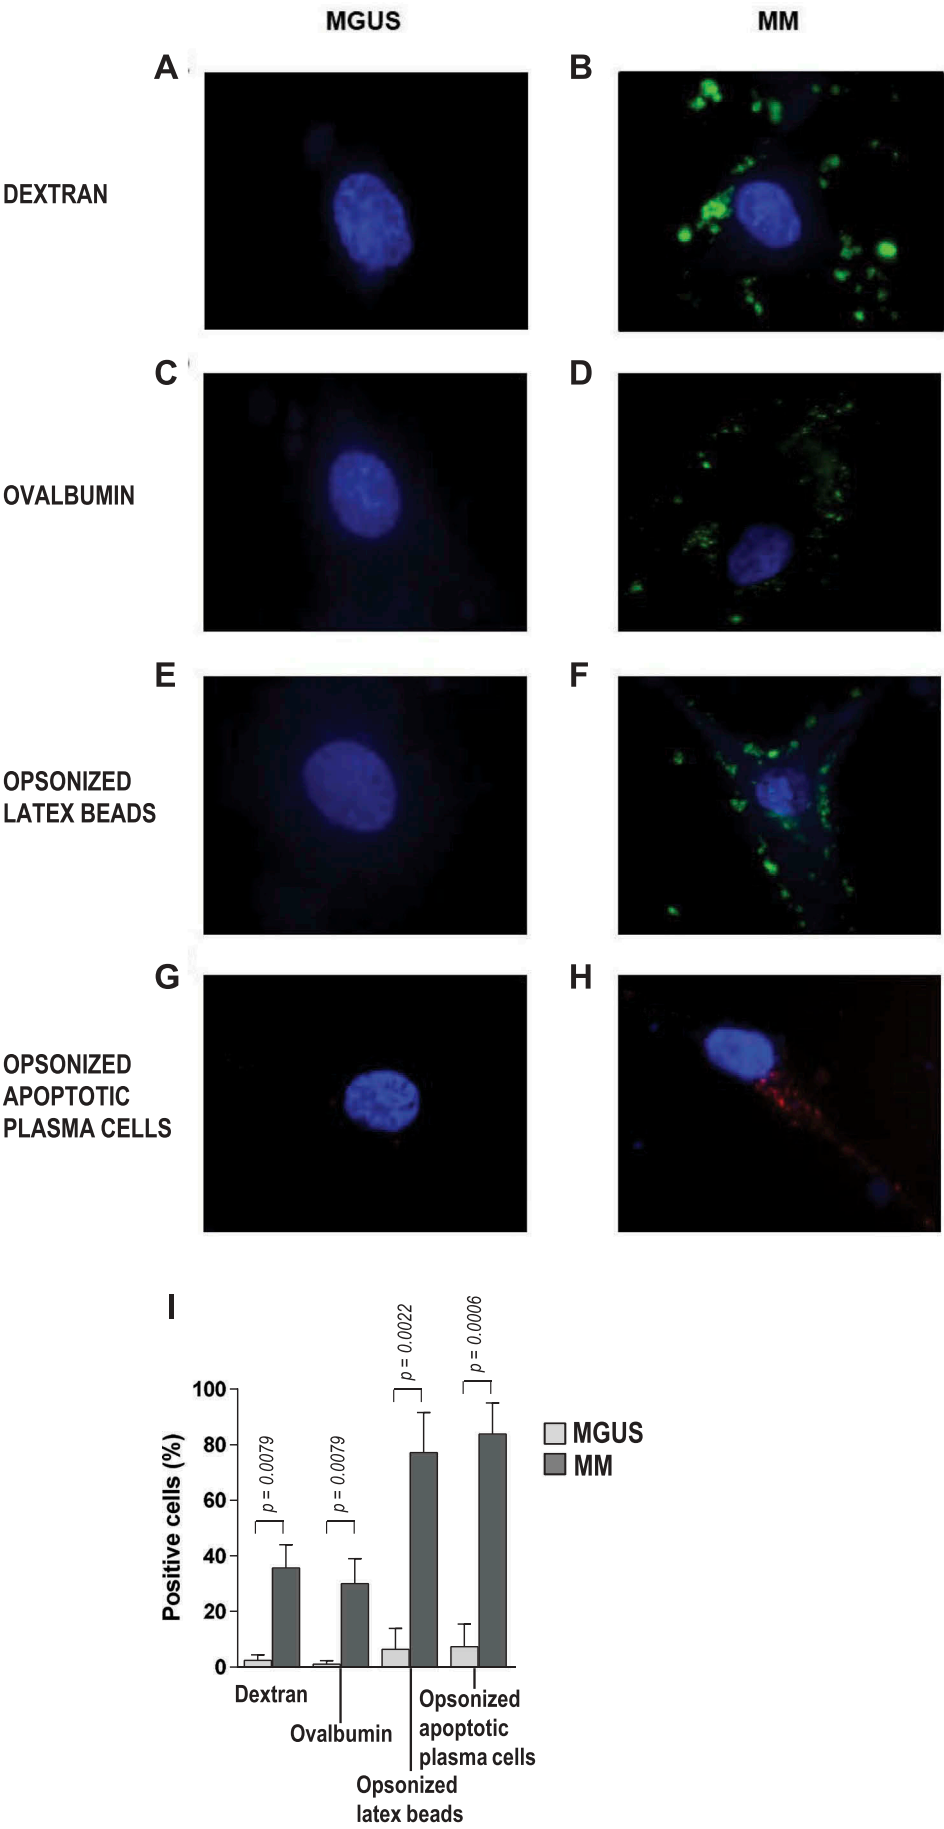 MGUS
MM
A
B
DEXTRAN
C
D
OVALBUMIN
E
F
OPSONIZED
LATEX BEADS
G
H
OPSONIZED
APOPTOTIC
PLASMA CELLS
I
p = 0.0079
p = 0.0079
p = 0.0022
p = 0.0006
Positive cells (%)
100
80
60
40
20
0
MGUS
MM
Dextran
Ovalbumin
Opsonized
latex beads
Opsonized
apoptotic
plasma cells